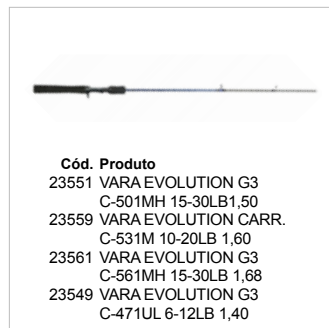 Cód. Produto
23551 VARA EVOLUTION G3
C-501MH 15-30LB1,50
23559 VARA EVOLUTION CARR.
C-531M 10-20LB 1,60
23561 VARA EVOLUTION G3
C-561MH 15-30LB 1,68
23549 VARA EVOLUTION G3
C-471UL 6-12LB 1,40